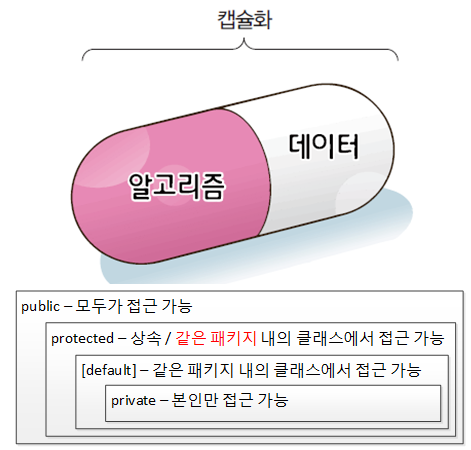 캡슐화
알고리즘
데이터
public – 모두가 접근 가능
protected – 상속 / 같은 패키지 내의 클래스에서 접근 가능
[default] – 같은 패키지 내의 클래스에서 접근 가능
private – 본인만 접근 가능